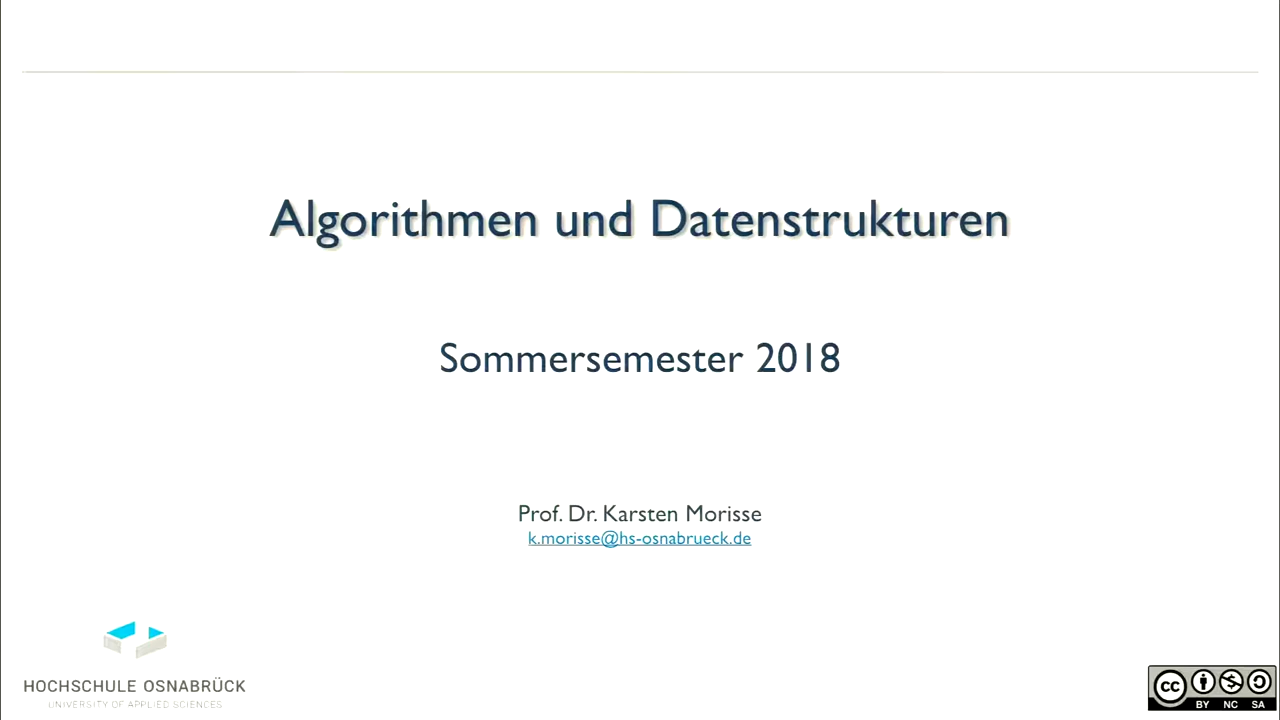 Algorithmen und Datenstrukturen
Sommersemester 2018
Prof. Dr. Karsten Morisse
k.morisse@hs-osnabrueck.de
HOCHSCHULE OSNABRÜCK
UNIVERSITY OF APPLIED SCIENCES
cc
BY NC SA